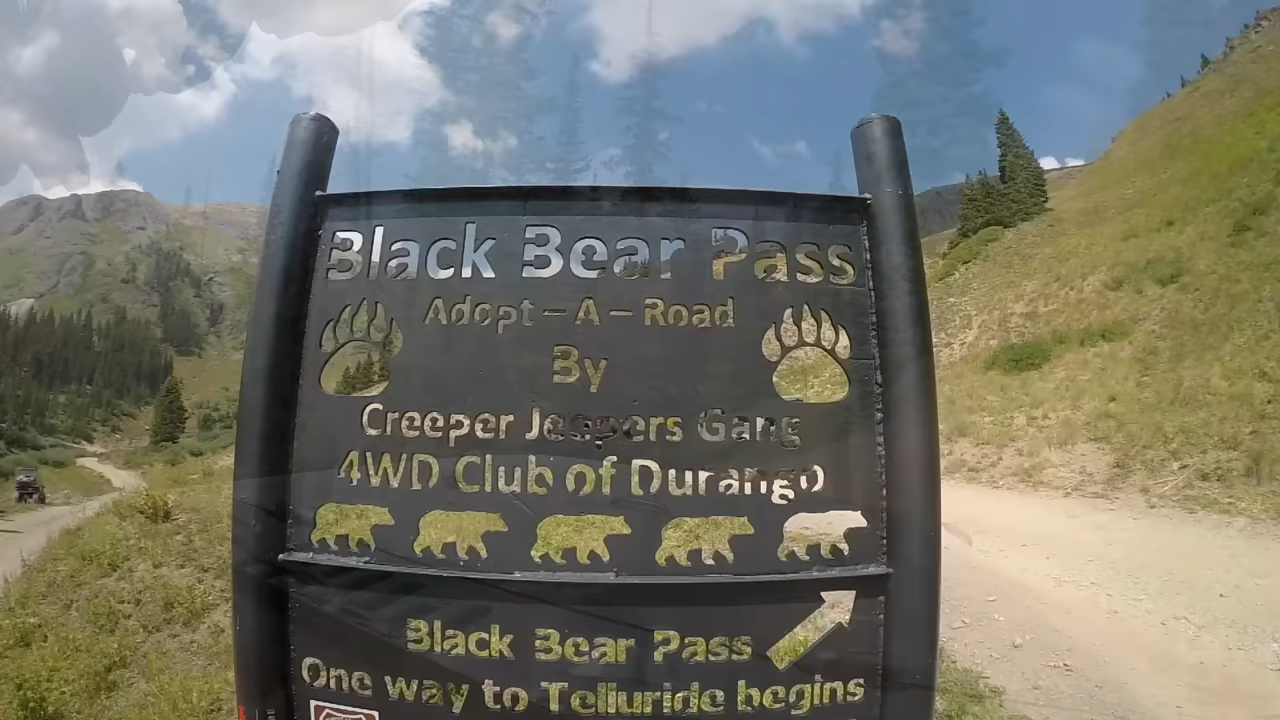 Black Bear Pass
Adopt – A – Road
By
Creeper Jeepers Gang
4WD Club of Durango
Black Bear Pass
One way to Telluride begins